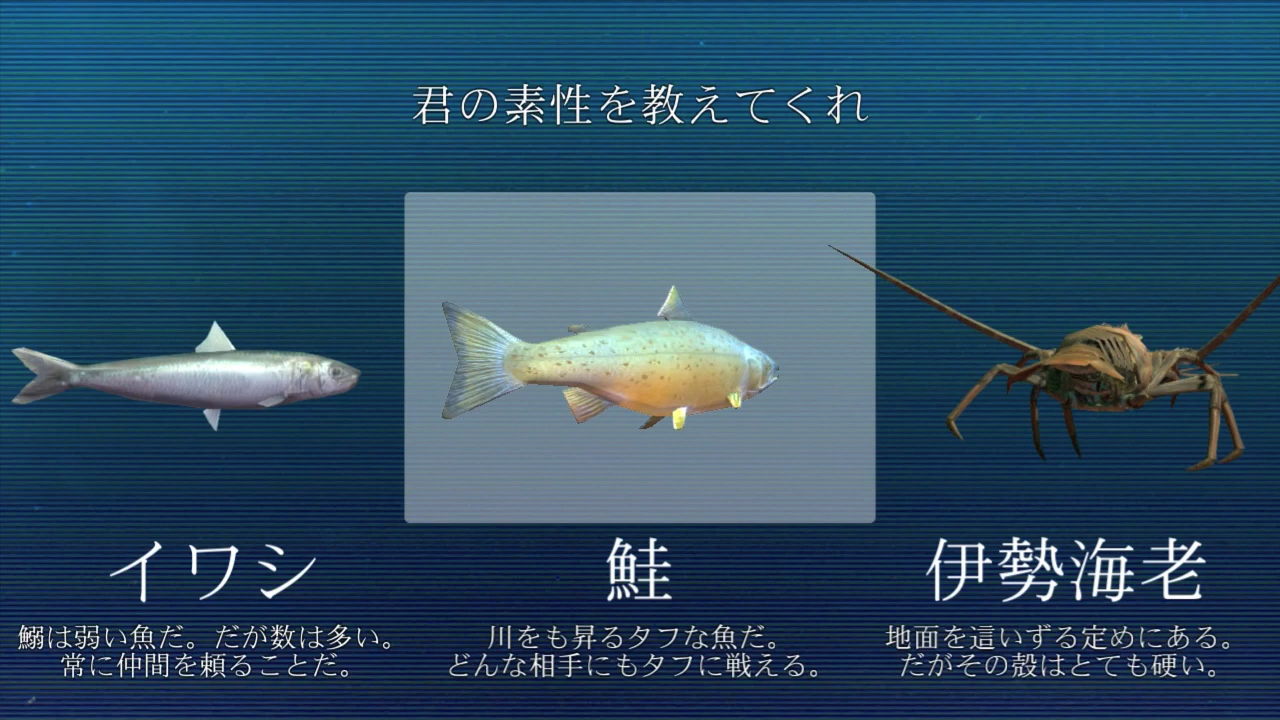 君の素性を教えてくれ
イワシ
鰯は弱い魚だ。だが数は多い。
常に仲間を頼ることだ。
鮭
川をも昇るタフな魚だ。
どんな相手にもタフに戦える。
伊勢海老
地面を這いずる定めにある。
だがその殻はとても硬い。